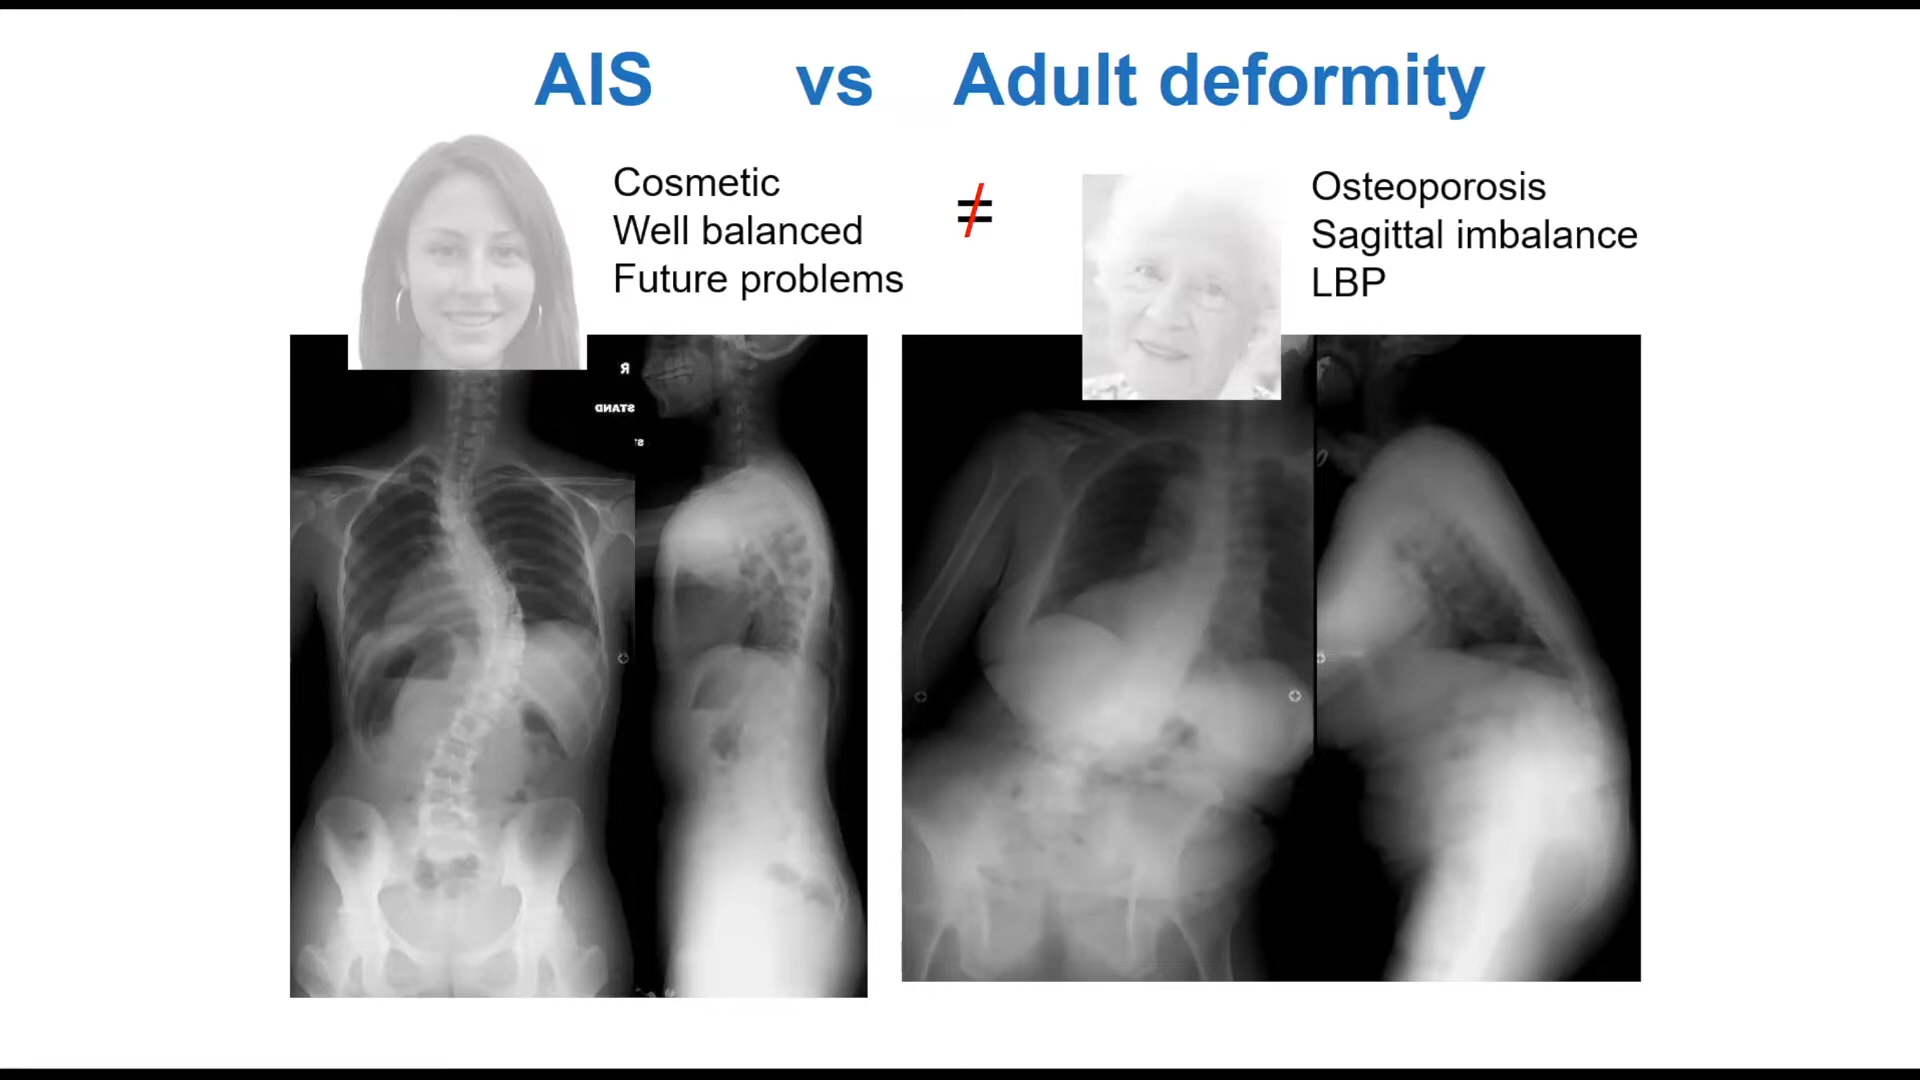 AIS vs Adult deformity
Cosmetic
Well balanced
Future problems
≠
Osteoporosis
Sagittal imbalance
LBP
R
STAND